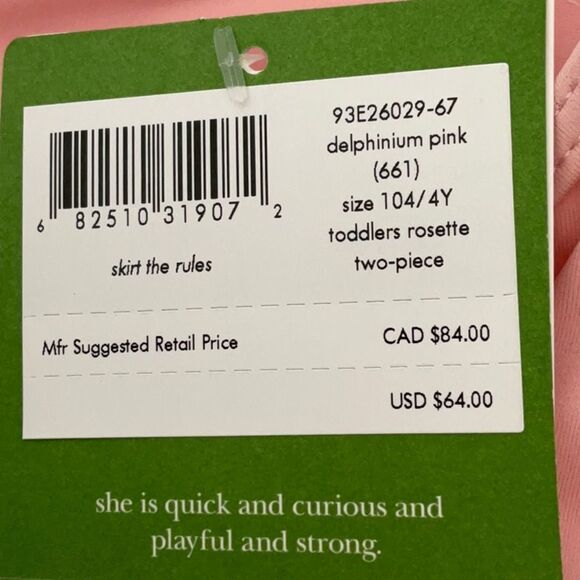 93E26029-67
delphinium pink
(661)
size 104/4Y
toddlers rosette
two-piece
6 82510 31907 2
skirt the rules
Mfr Suggested Retail Price CAD $84.00
USD $64.00
she is quick and curious and
playful and strong.